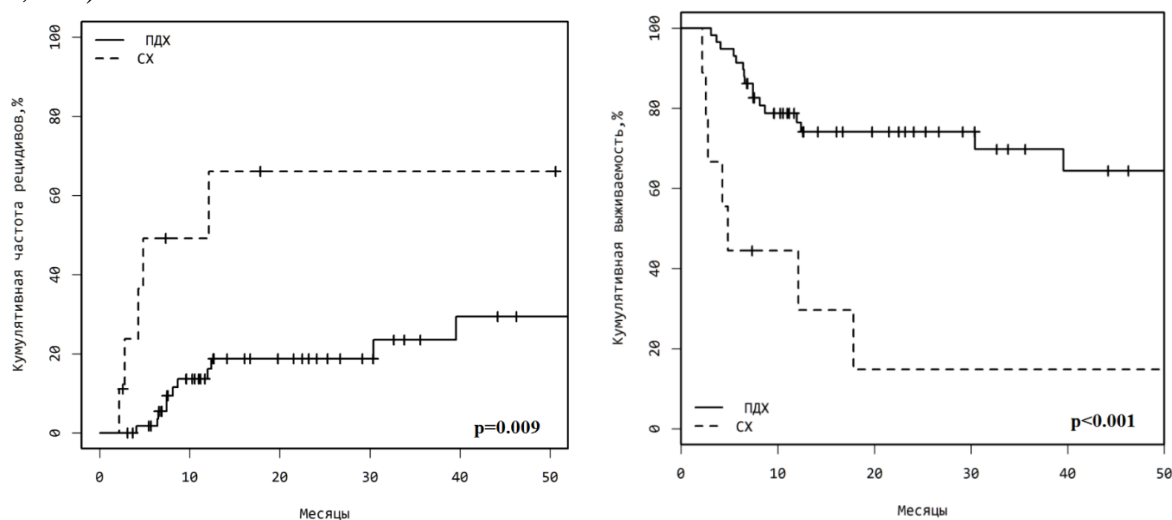 ПДХ
СХ
Кумулятивная частота рецидивов,%
100
80
60
40
20
0
p=0.009
0 10 20 30 40 50
Месяцы
Кумулятивная выживаемость,%
100
80
60
40
20
0
ПДХ
СХ
p<0.001
0 10 20 30 40 50
Месяцы